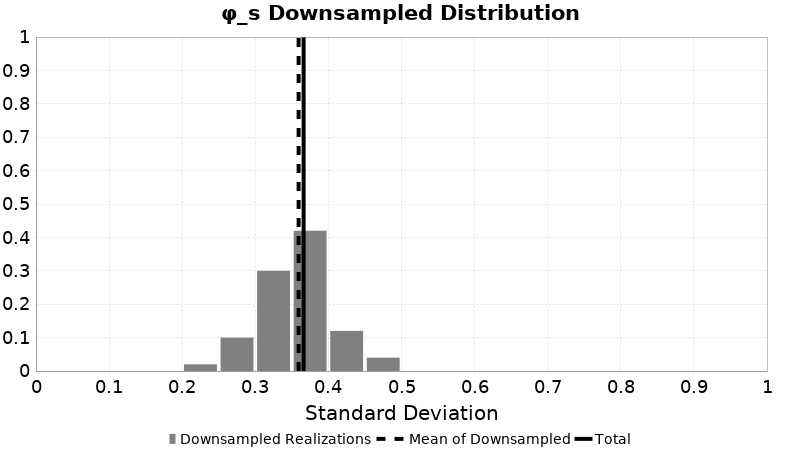 φ_s Downsampled Distribution
1
0.9
0.8
0.7
0.6
0.5
0.4
0.3
0.2
0.1
0
0 0.1 0.2 0.3 0.4 0.5 0.6 0.7 0.8 0.9 1
Standard Deviation
Downsampled Realizations Mean of Downsampled Total